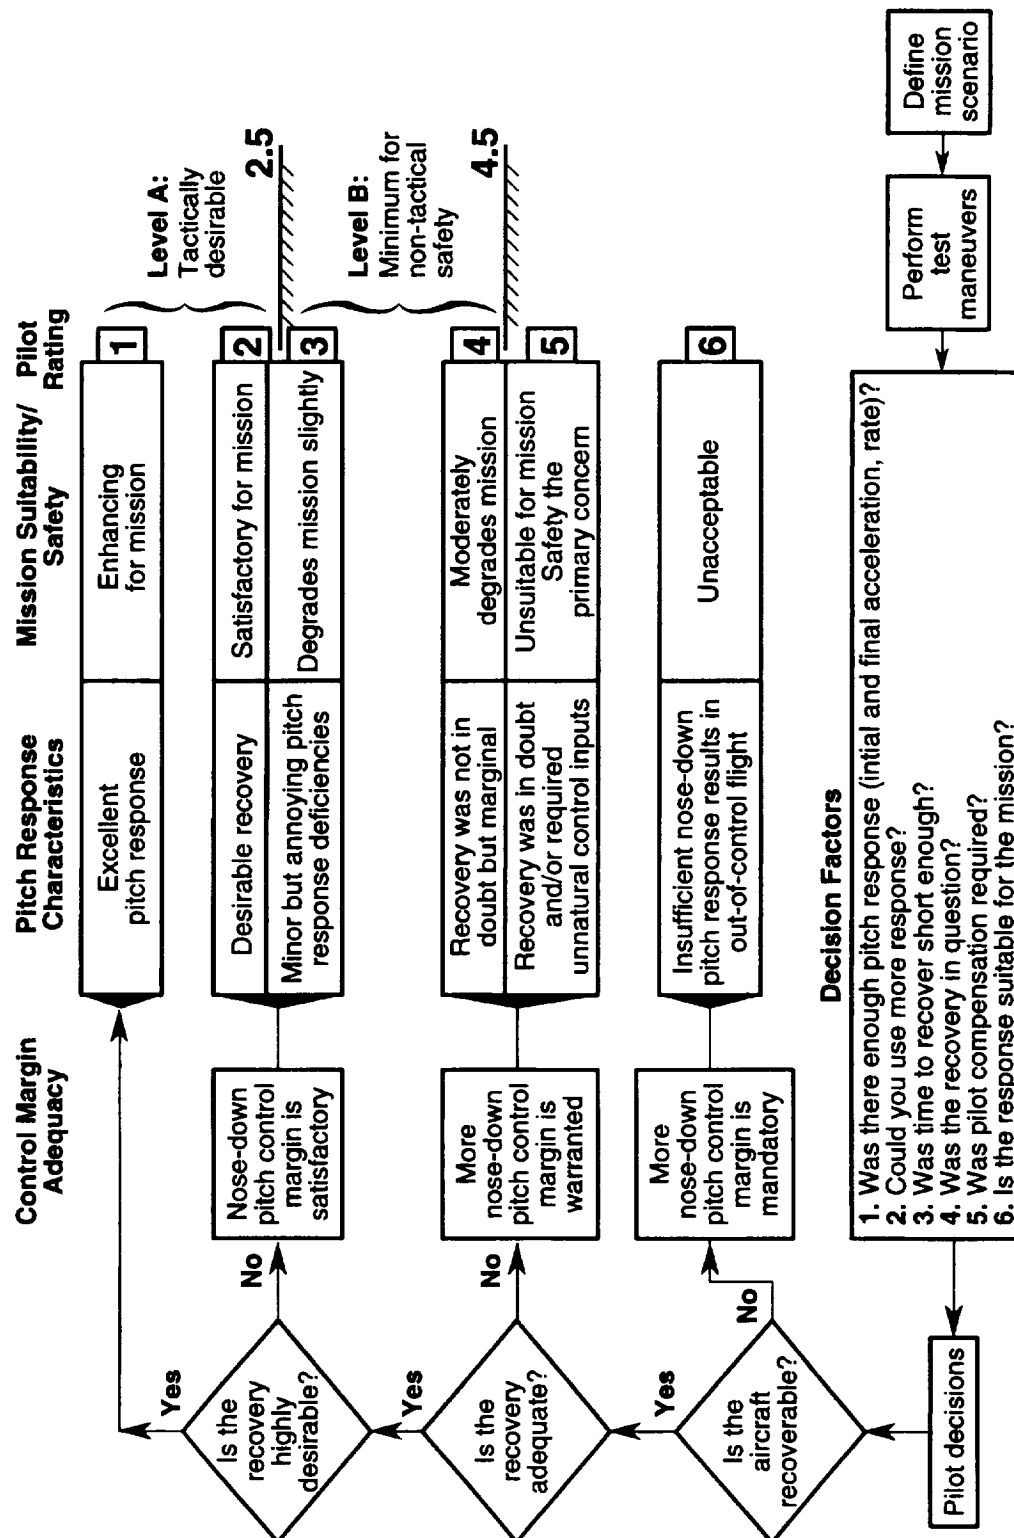 Control Margin
Adequacy
Pitch Response
Characteristics
Mission Suitability/
Safety
Pilot
Rating
Excellent
pitch response
Enhancing
for mission
1
Level A:
Tactically
desirable
Yes
Is the
recovery
highly
desirable?
No
Nose-down
pitch control
margin is
satisfactory
Desirable recovery
Satisfactory for mission
2
2.5
Minor but annoying pitch
response deficiencies
Degrades mission slightly
3
Level B:
Minimum for
non-tactical
safety
Yes
Is the
recovery
adequate?
No
More
nose-down
pitch control
margin is
warranted
Recovery was not in
doubt but marginal
Moderately
degrades mission
4
4.5
Recovery was in doubt
and/or required
unnatural control inputs
Unsuitable for mission
Safety the
primary concern
5
Yes
Is the
aircraft
recoverable?
No
More
nose-down
pitch control
margin is
mandatory
Insufficient nose-down
pitch response results in
out-of-control flight
Unacceptable
6
Pilot decisions
Decision Factors
1. Was there enough pitch response (intial and final acceleration, rate)?
2. Could you use more response?
3. Was time to recover short enough?
4. Was the recovery in question?
5. Was pilot compensation required?
6. Is the response suitable for the mission?
Perform
test
maneuvers
Define
mission
scenario